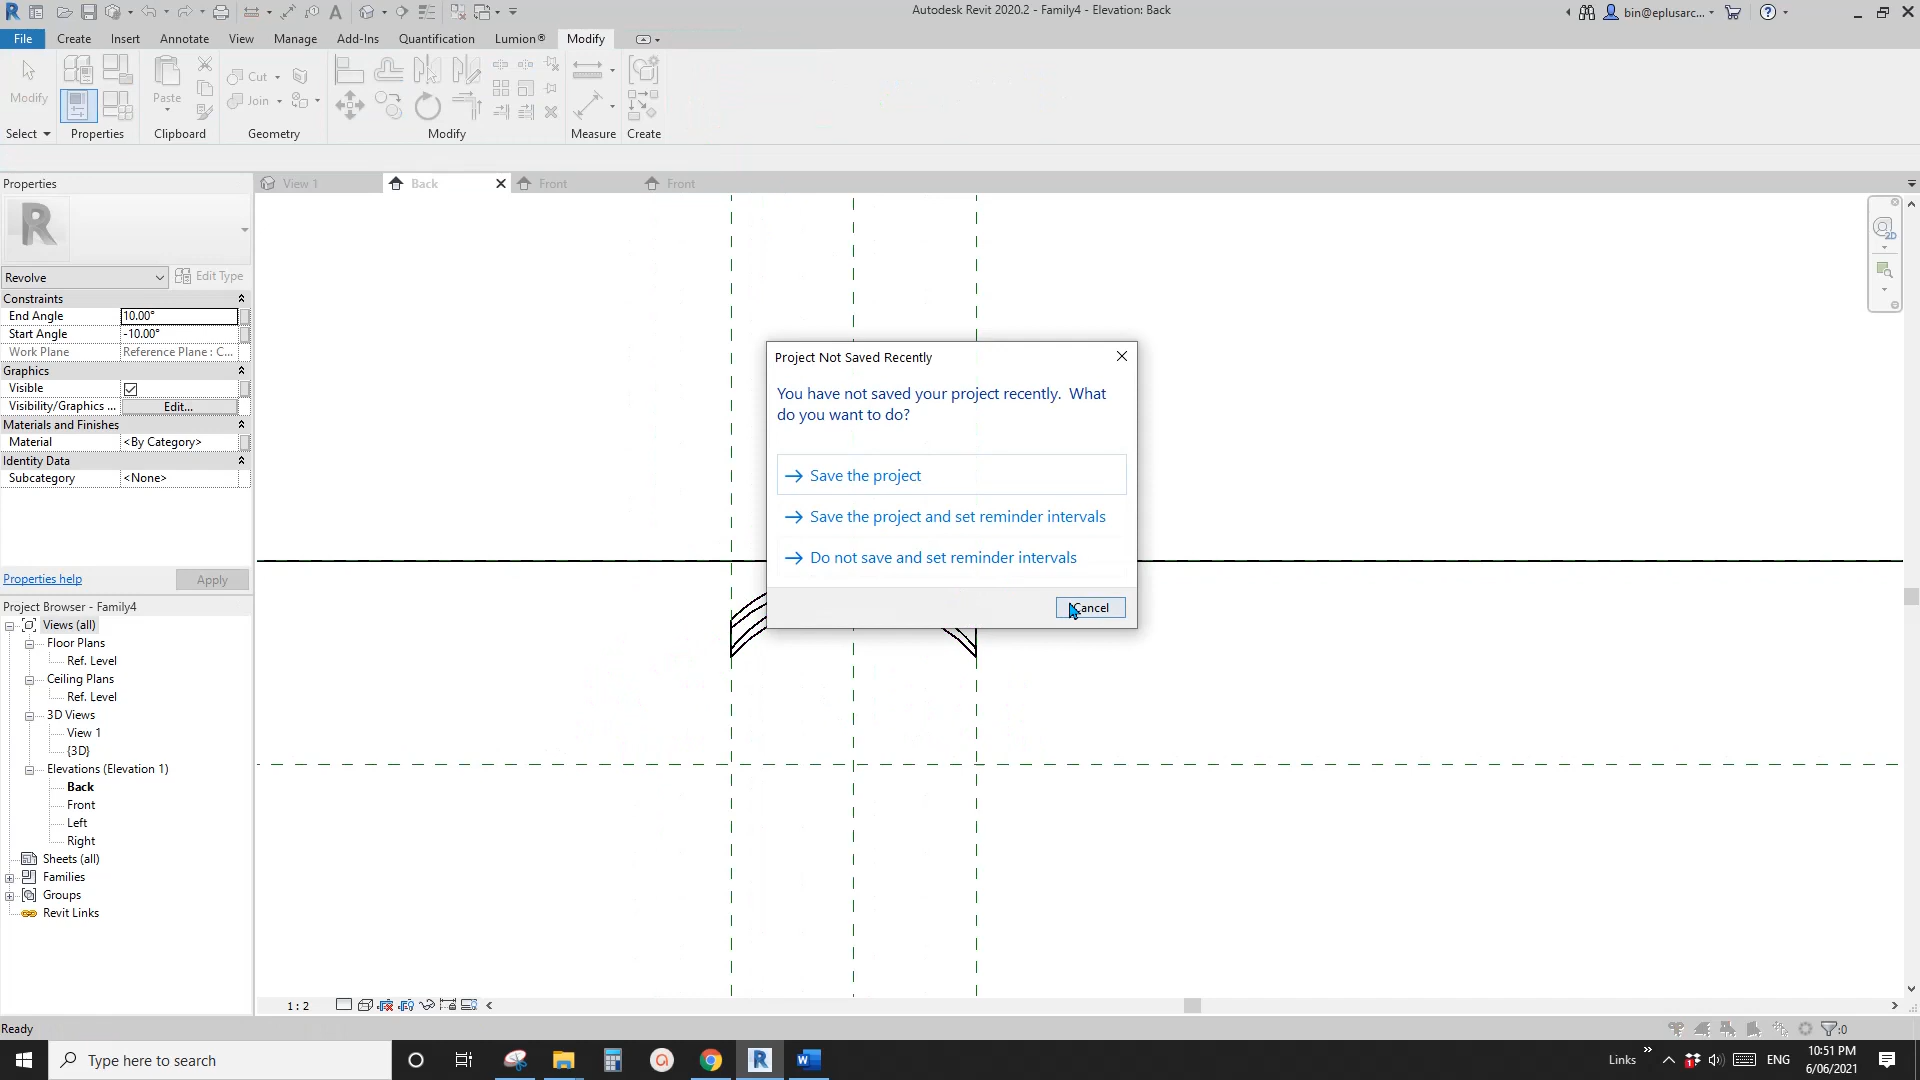 Autodesk Revit 2020.2 - Family4 - Elevation: Back
bin@eplusarc...
File Create Insert Annotate View Manage Add-Ins Quantification Lumion® Modify
Modify
Paste
Cut
Join
Select Properties Clipboard Geometry Modify Measure Create
Properties
View 1
Back
Front
Front
R
2D
Revolve
Edit Type
Constraints
End Angle 10.00°
Start Angle -10.00°
Work Plane Reference Plane : C...
Graphics
Visible
Visibility/Graphics ... Edit...
Materials and Finishes
Material <By Category>
Identity Data
Subcategory <None>
Properties help
Apply
Project Browser - Family4
Views (all)
Floor Plans
Ref. Level
Ceiling Plans
Ref. Level
3D Views
View 1
{3D}
Elevations (Elevation 1)
Back
Front
Left
Right
Sheets (all)
Families
Groups
Revit Links
Project Not Saved Recently
You have not saved your project recently. What
do you want to do?
Save the project
Save the project and set reminder intervals
Do not save and set reminder intervals
Cancel
1 : 2
Ready
:0
Type here to search
Links
ENG
10:51 PM
6/06/2021